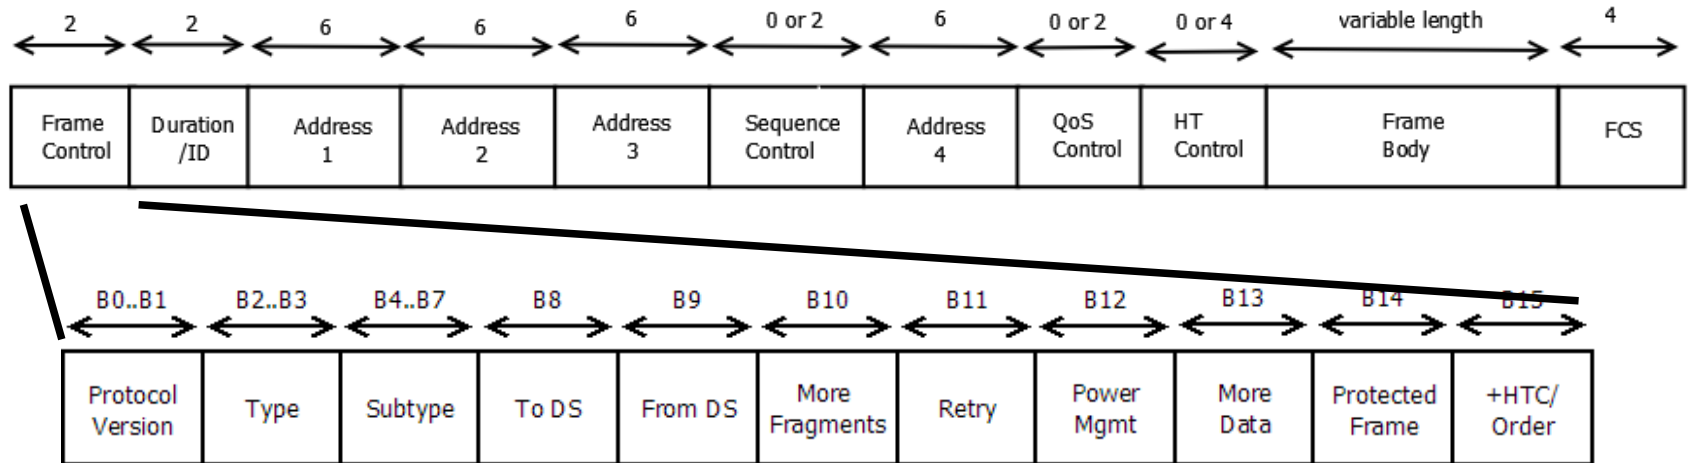 2 2 6 6 6 0 or 2 6 0 or 2 0 or 4 variable length 4
Frame Duration Address Address Address Sequence Address QoS HT Frame FCS
Control /ID 1 2 3 Control 4 Control Control Body
B0..B1 B2..B3 B4..B7 B8 B9 B10 B11 B12 B13 B14 B15
Protocol Type Subtype To DS From DS More Retry Power More Protected +HTC/
Version Fragments Mgmt Data Frame Order